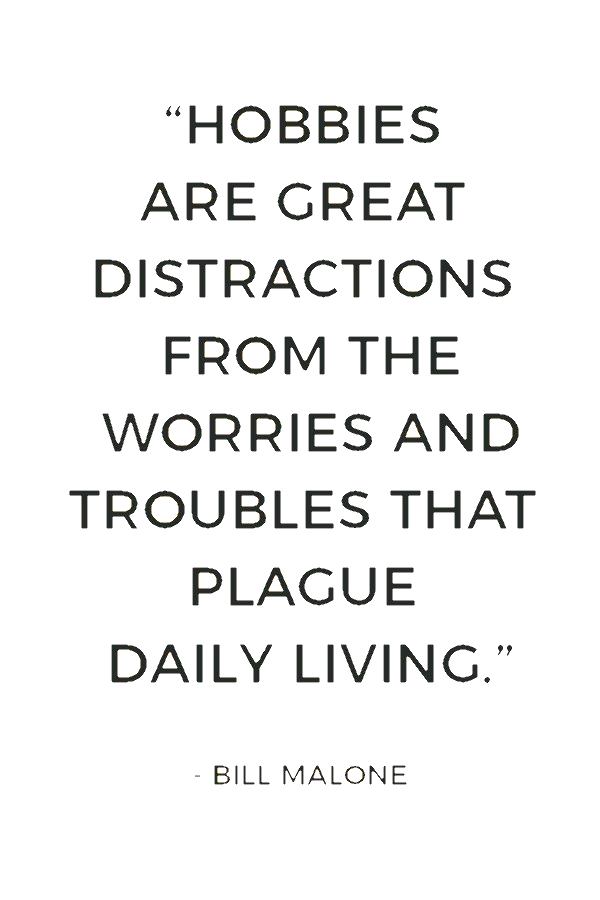 “HOBBIES
ARE GREAT
DISTRACTIONS
FROM THE
WORRIES AND
TROUBLES THAT
PLAGUE
DAILY LIVING.”
- BILL MALONE